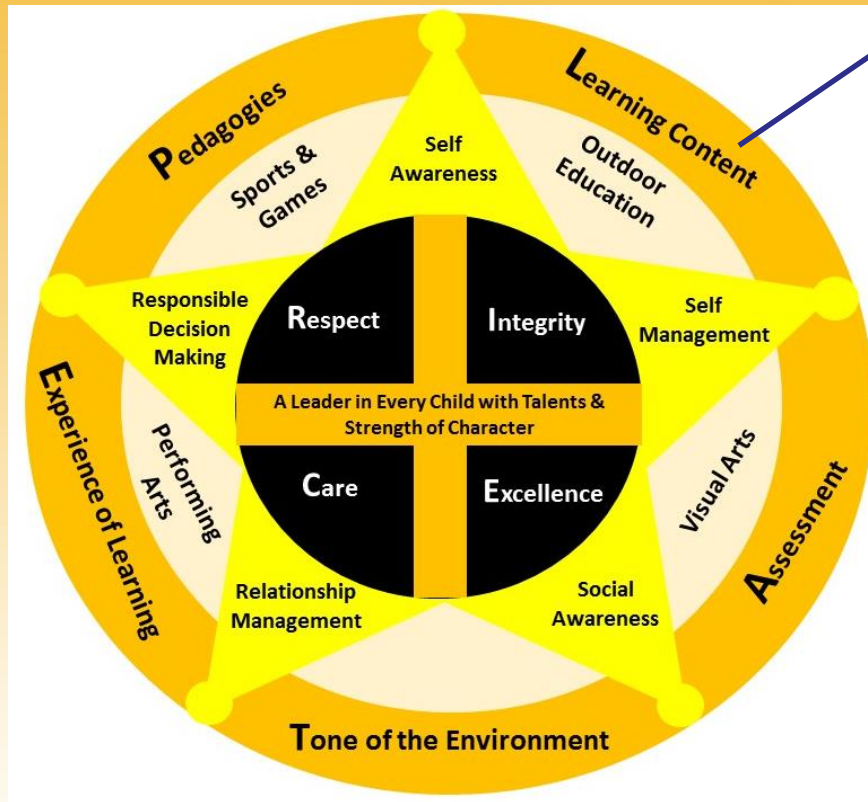 Pedagogies
Learning Content
Sports &
Games
Self
Awareness
Outdoor
Education
Responsible
Decision
Making
Self
Management
Respect
Integrity
A Leader in Every Child with Talents &
Strength of Character
Care
Excellence
Experience of Learning
Performing
Arts
Visual Arts
Assessment
Relationship
Management
Social
Awareness
Tone of the Environment